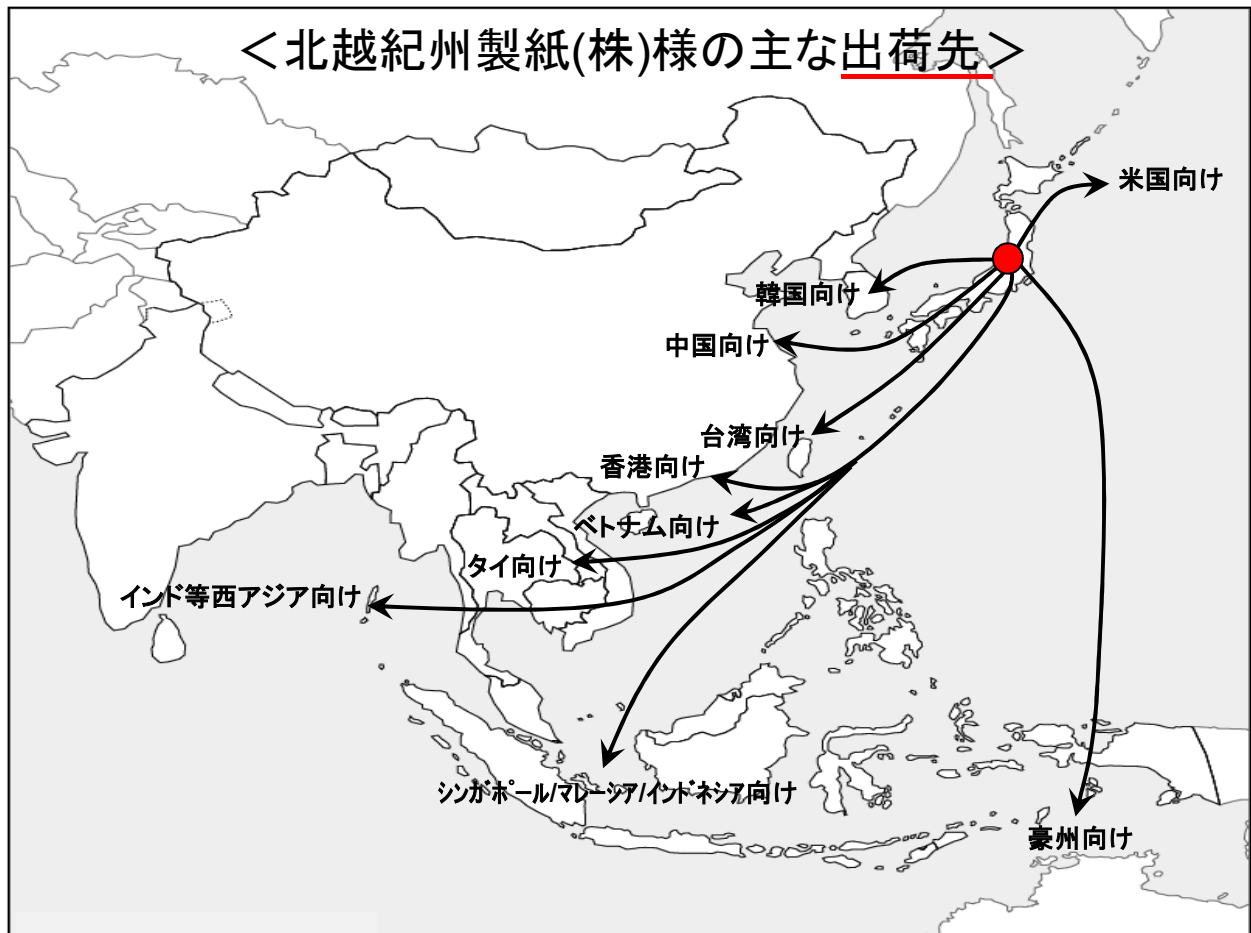 ＜北越紀州製紙(株)様の主な出荷先＞
米国向け
韓国向け
中国向け
台湾向け
香港向け
ベトナム向け
タイ向け
インド等西アジア向け
ｼﾝｶﾞﾎﾟｰﾙ/ﾏﾚｰｼｱ/ｲﾝﾄﾞﾈｼｱ向け
豪州向け